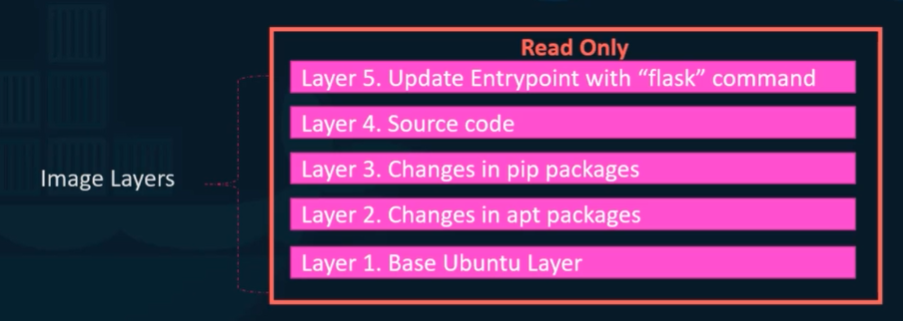 Read Only
Layer 5. Update Entrypoint with “flask” command
Layer 4. Source code
Layer 3. Changes in pip packages
Image Layers
Layer 2. Changes in apt packages
Layer 1. Base Ubuntu Layer